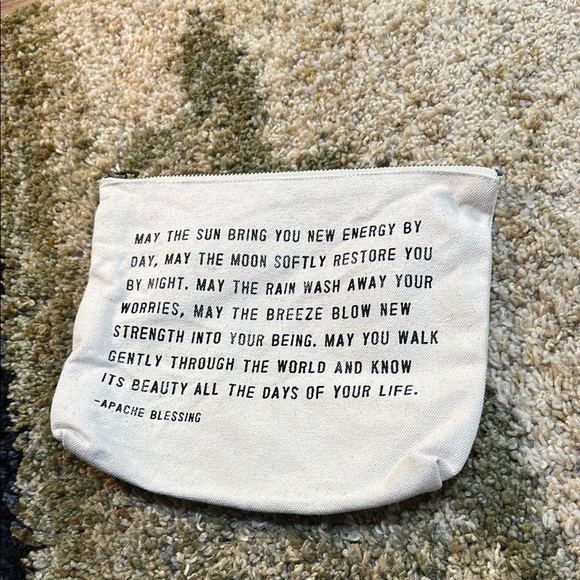 MAY THE SUN BRING YOU NEW ENERGY BY
DAY, MAY THE MOON SOFTLY RESTORE YOU
BY NIGHT. MAY THE RAIN WASH AWAY YOUR
WORRIES, MAY THE BREEZE BLOW NEW
STRENGTH INTO YOUR BEING. MAY YOU WALK
GENTLY THROUGH THE WORLD AND KNOW
ITS BEAUTY ALL THE DAYS OF YOUR LIFE.
-APACHE BLESSING